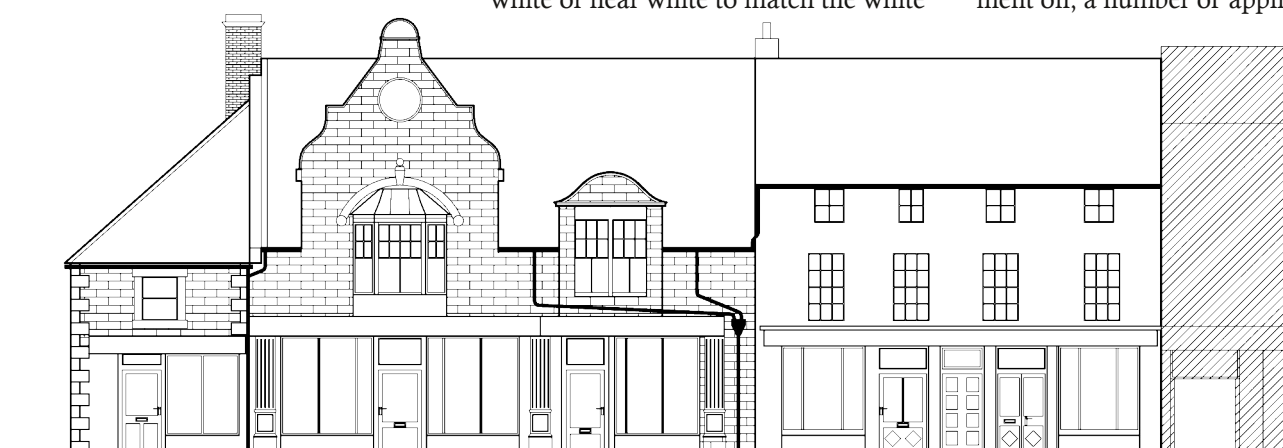 white or near white to match the white
ment on, a number of